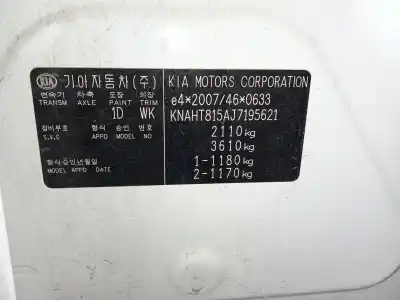 KIA 기아자동차(주)
변속기 차축 도장 외장
TRANSM AXLE PAINT TRIM
1D WK
정비부호 형식 승인 번호
S.V.C APPD MODEL NO
형식승인년월일
MODEL APPD DATE
KIA MOTORS CORPORATION
e4*2007/46*0633
KNAHT815AJ7195621
2110kg
3610kg
1-1180kg
2-1170kg